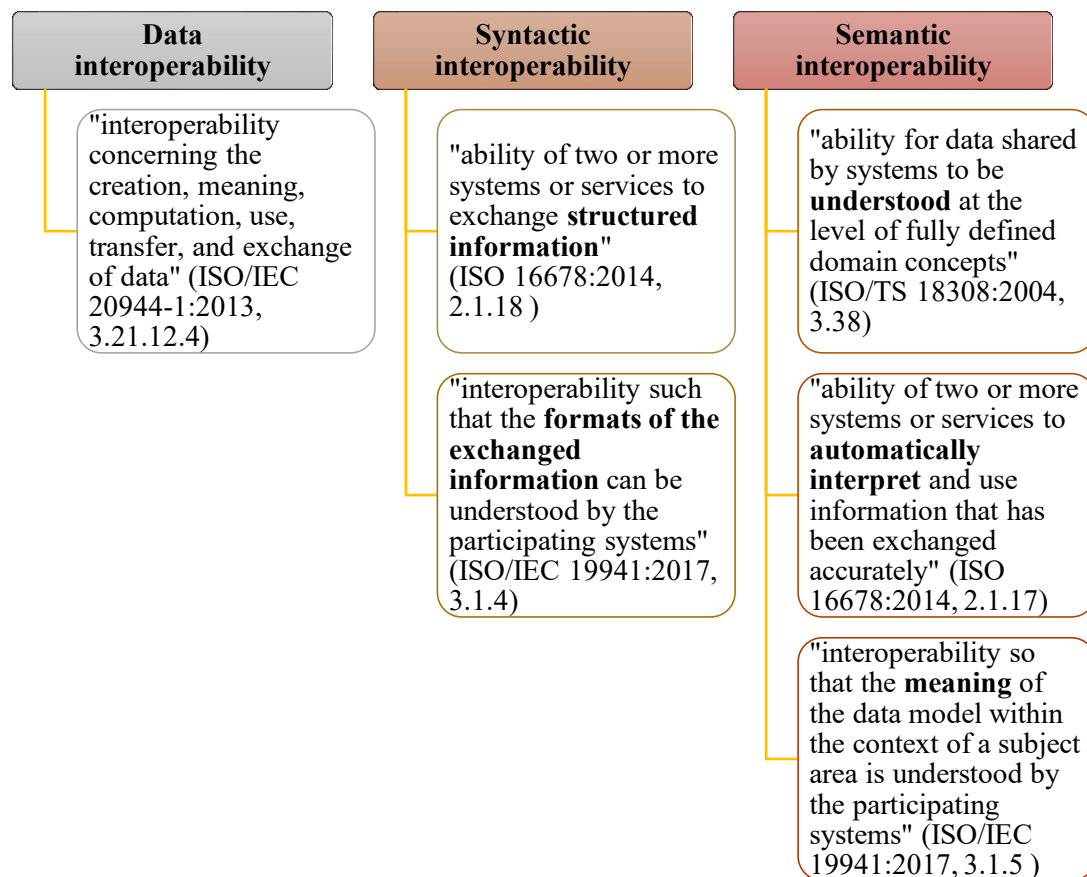 Data
interoperability
"interoperability
concerning the
creation, meaning,
computation, use,
transfer, and exchange
of data" (ISO/IEC
20944-1:2013,
3.21.12.4)
Syntactic
interoperability
"ability of two or more
systems or services to
exchange structured
information"
(ISO 16678:2014,
2.1.18 )
"interoperability such
that the formats of the
exchanged
information can be
understood by the
participating systems"
(ISO/IEC 19941:2017,
3.1.4)
Semantic
interoperability
"ability for data shared
by systems to be
understood at the
level of fully defined
domain concepts"
(ISO/TS 18308:2004,
3.38)
"ability of two or more
systems or services to
automatically
interpret and use
information that has
been exchanged
accurately" (ISO
16678:2014, 2.1.17)
"interoperability so
that the meaning of
the data model within
the context of a subject
area is understood by
the participating
systems" (ISO/IEC
19941:2017, 3.1.5 )